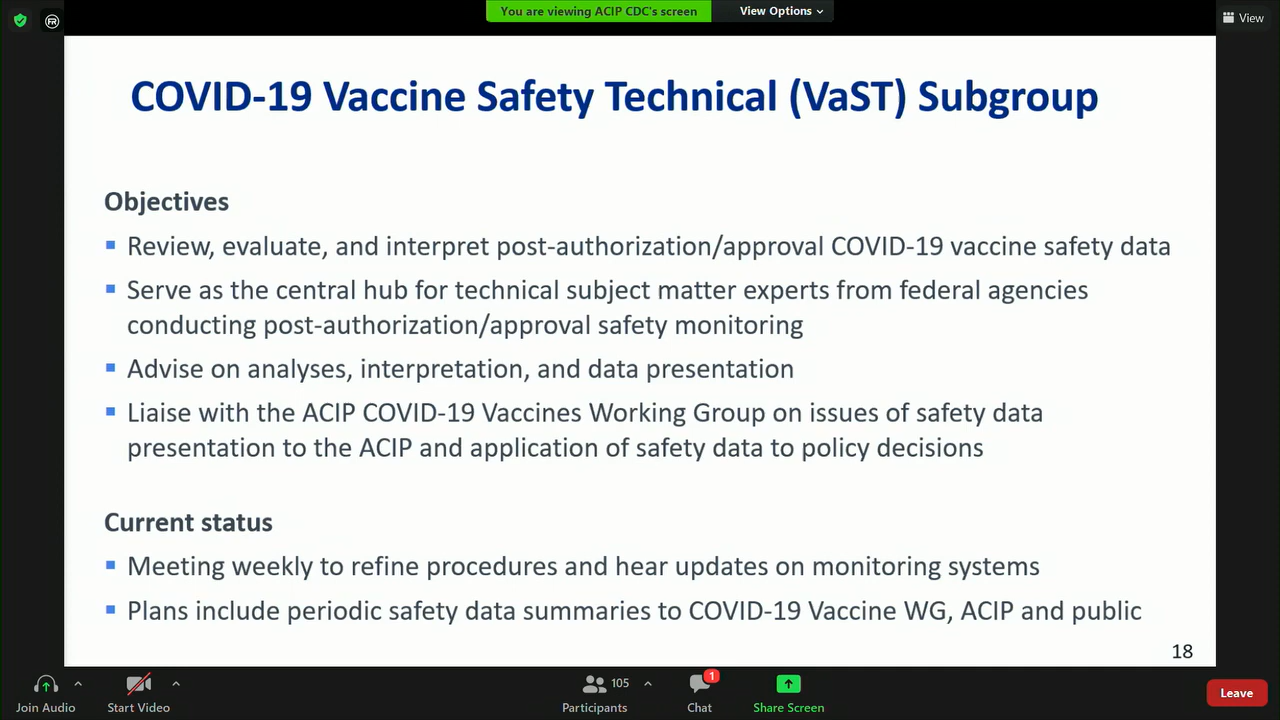 You are viewing ACIP CDC's screen
View Options
View
COVID-19 Vaccine Safety Technical (VaST) Subgroup
Objectives
Review, evaluate, and interpret post-authorization/approval COVID-19 vaccine safety data
Serve as the central hub for technical subject matter experts from federal agencies
conducting post-authorization/approval safety monitoring
Advise on analyses, interpretation, and data presentation
Liaise with the ACIP COVID-19 Vaccines Working Group on issues of safety data
presentation to the ACIP and application of safety data to policy decisions
Current status
Meeting weekly to refine procedures and hear updates on monitoring systems
Plans include periodic safety data summaries to COVID-19 Vaccine WG, ACIP and public
18
Join Audio
Start Video
105
Participants
1
Chat
Share Screen
Leave